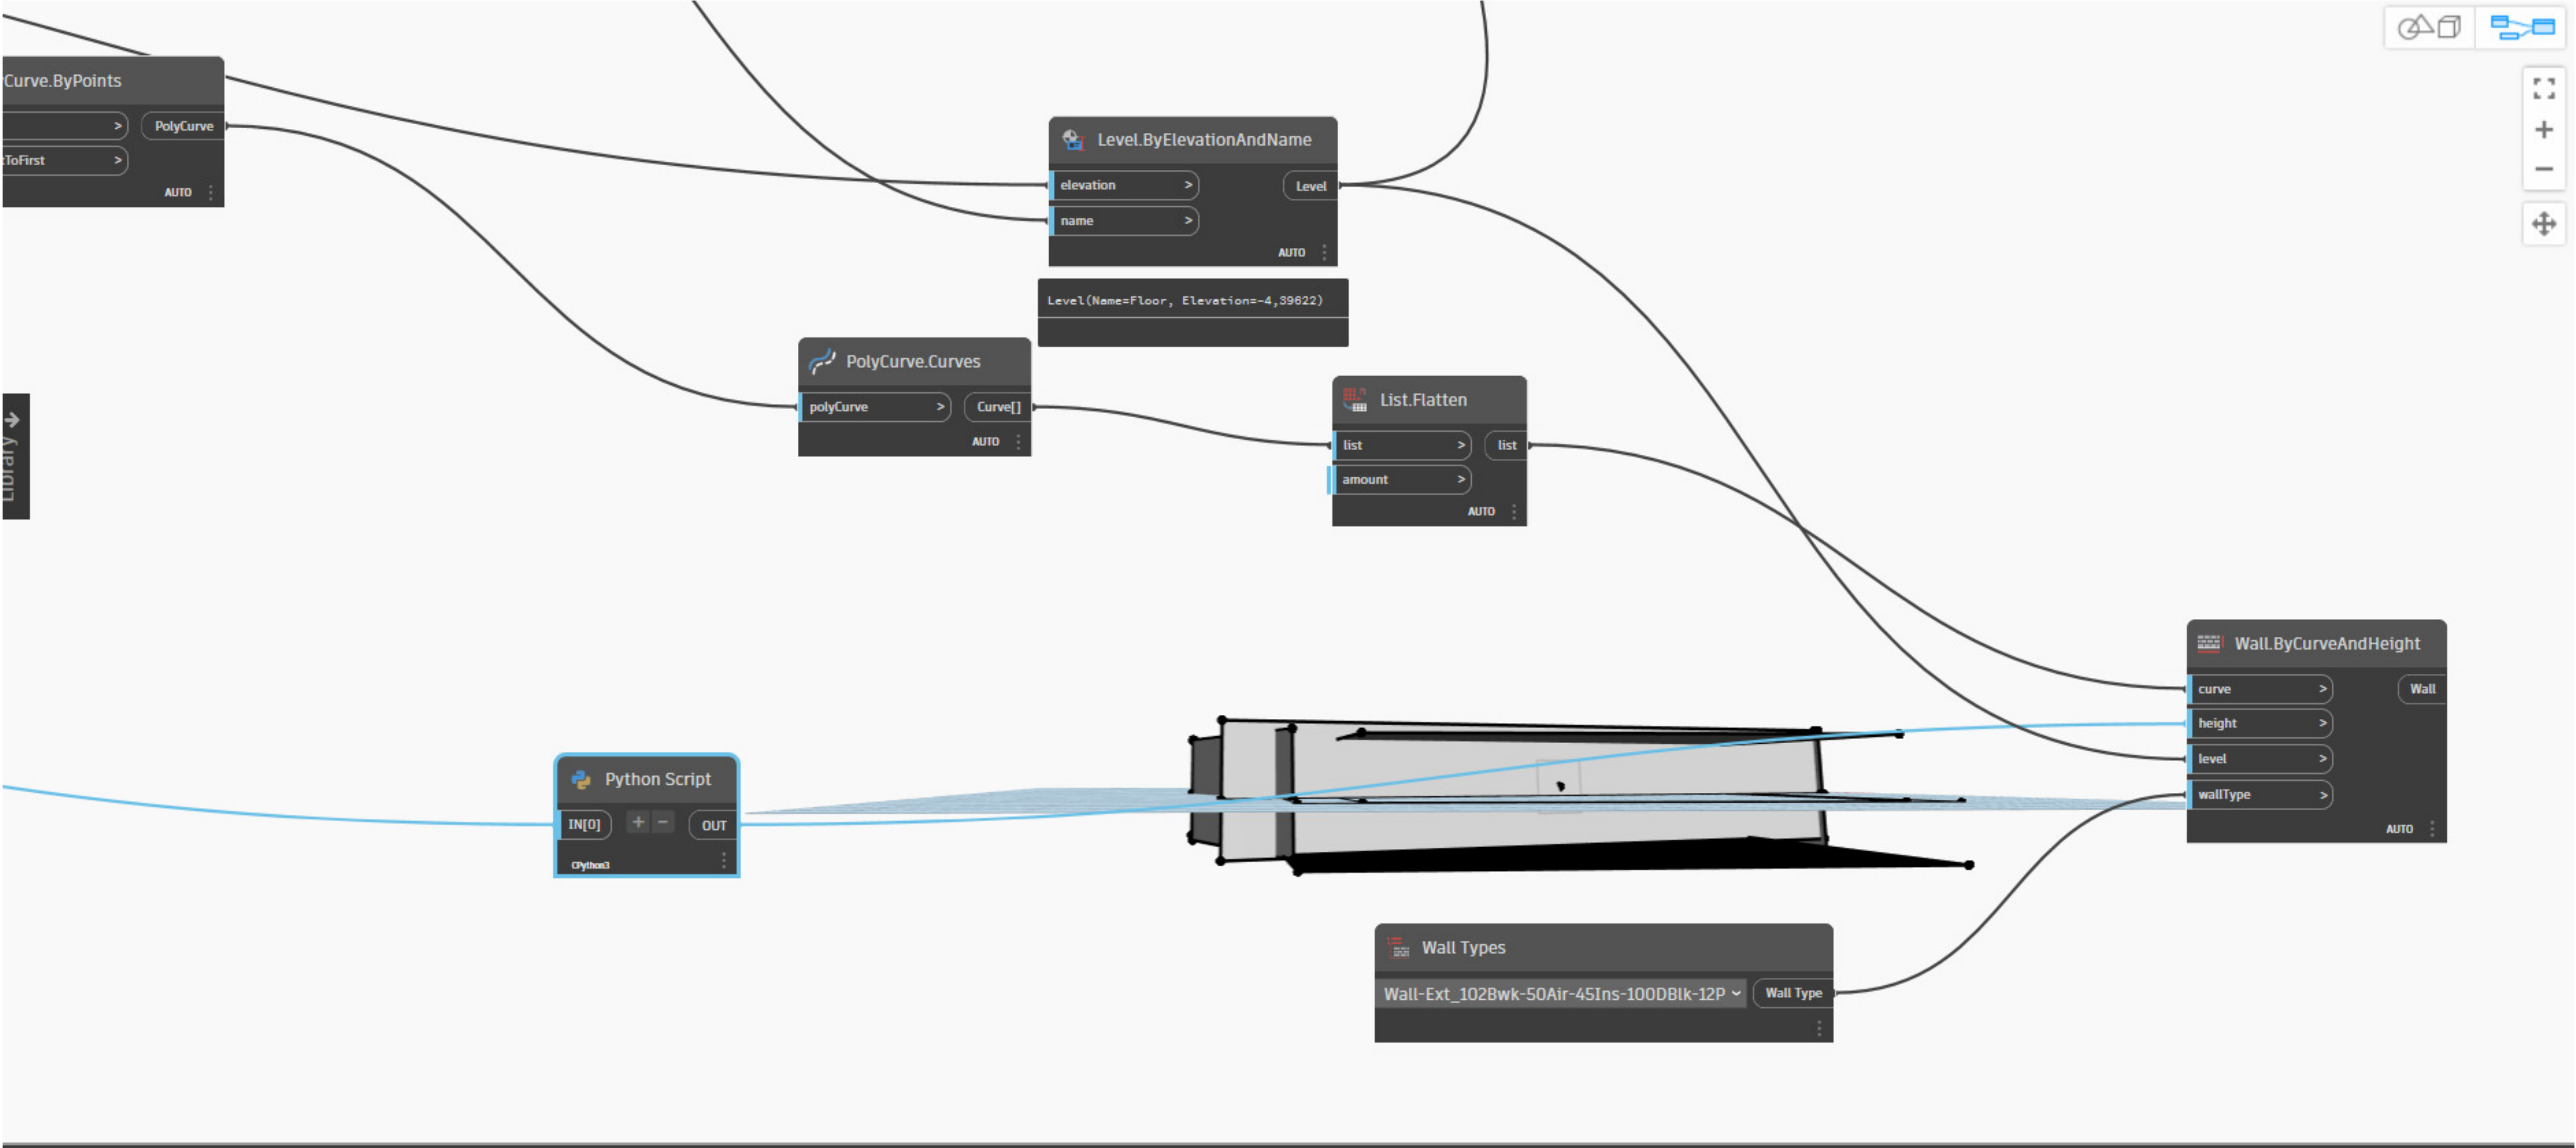 Curve.ByPoints
>
PolyCurve
tToFirst
>
AUTO
Level.ByElevationAndName
elevation
>
Level
name
>
AUTO
Level(Name=Floor, Elevation=-4,39622)
PolyCurve.Curves
polyCurve
>
Curve[]
AUTO
List.Flatten
list
>
list
amount
>
AUTO
Library
Wall.ByCurveAndHeight
curve
>
Wall
height
>
level
>
wallType
>
AUTO
Python Script
IN[0]
+
−
OUT
CPython3
Wall Types
Wall-Ext_102Bwk-50Air-45Ins-100DBlk-12P
Wall Type